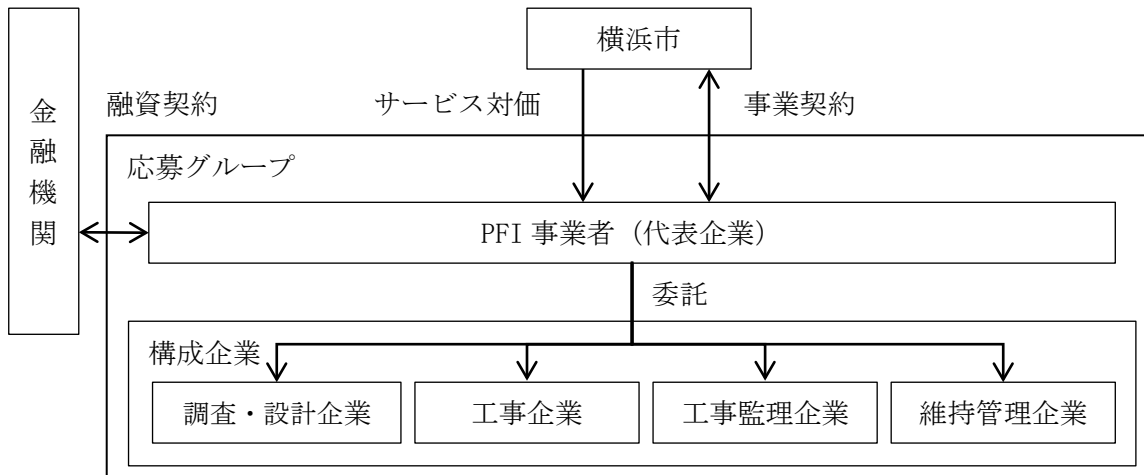 横浜市
金融機関
融資契約
サービス対価
事業契約
応募グループ
PFI 事業者（代表企業）
委託
構成企業
調査・設計企業
工事企業
工事監理企業
維持管理企業